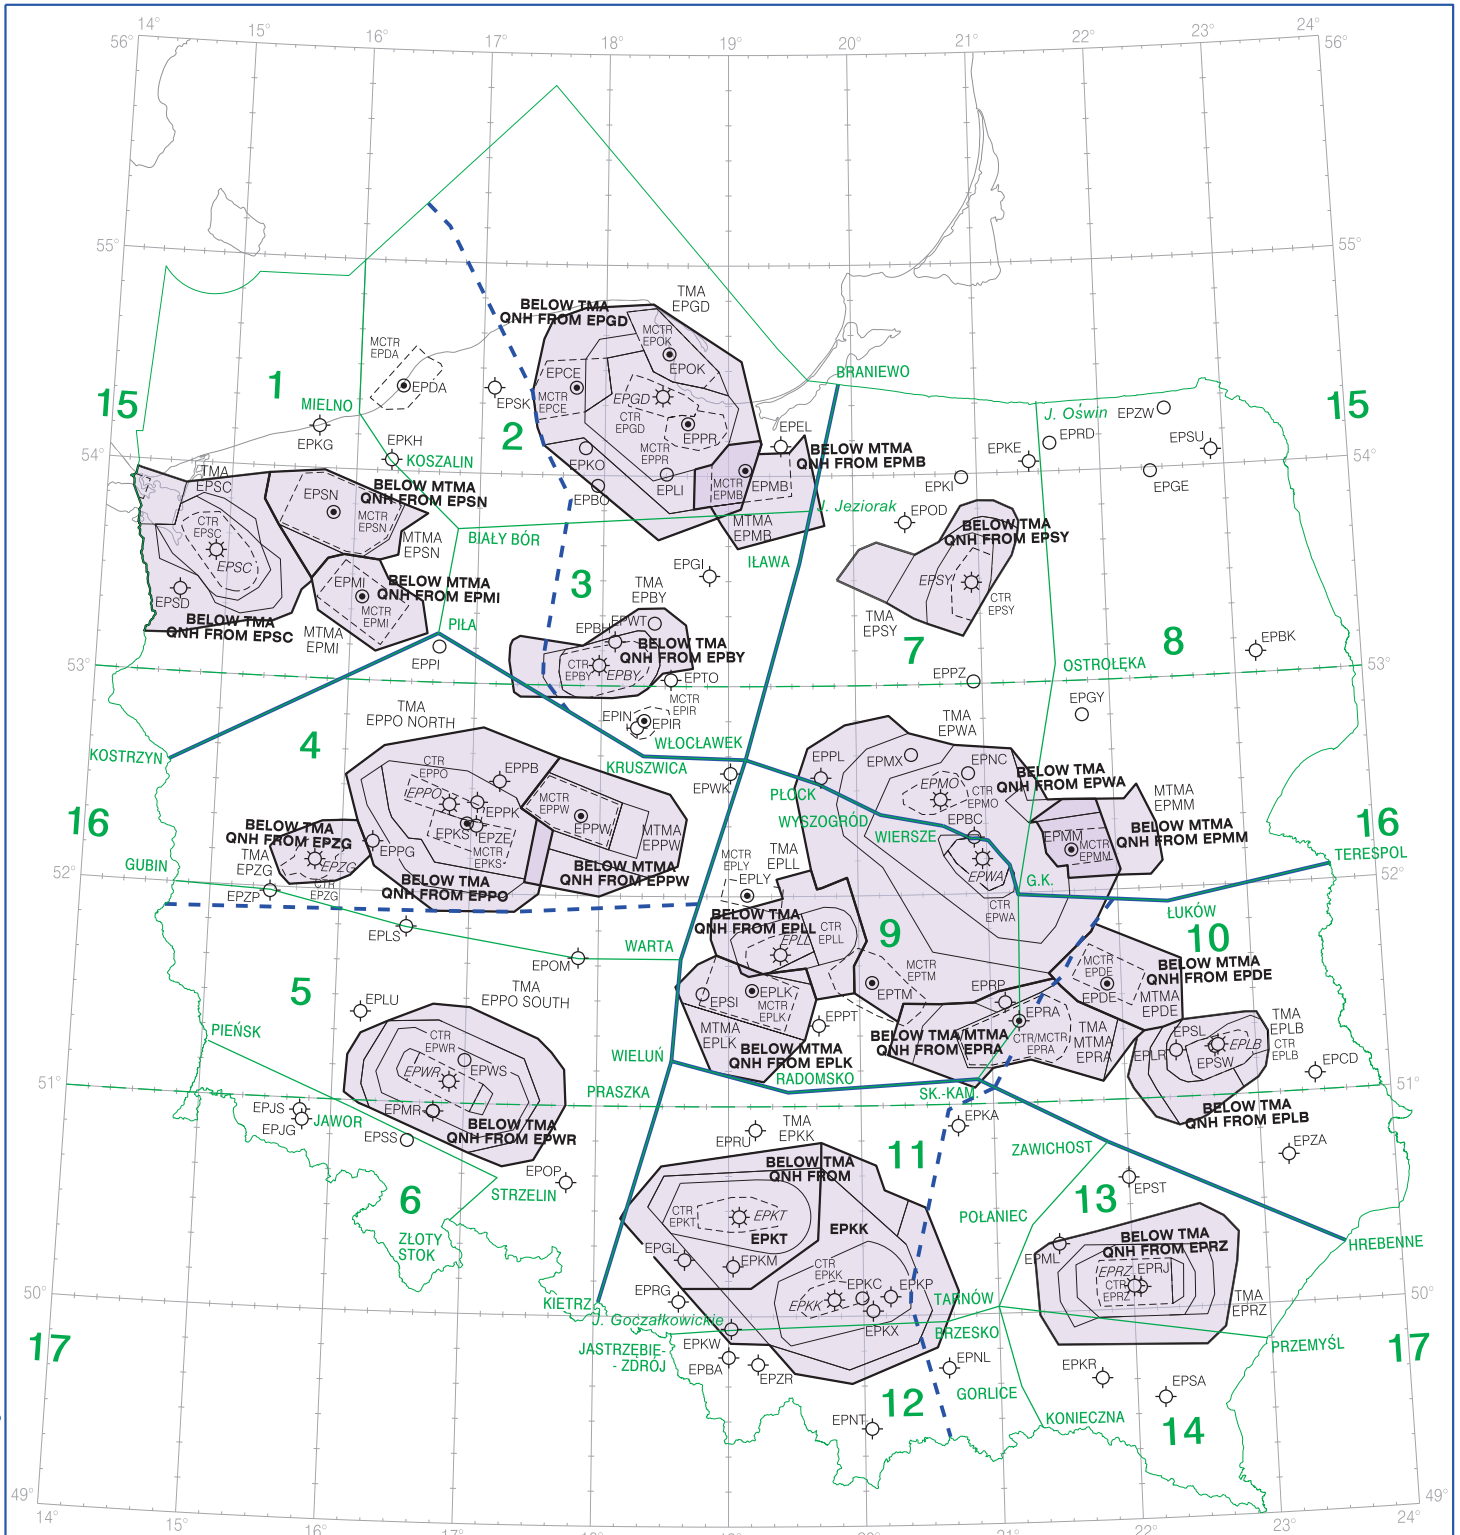 14°
15°
16°
17°
18°
19°
20°
21°
22°
23°
24°
56°
56°
55°
55°
TMA
EPGD
BELOW TMA
QNH FROM EPGD
MCTR
EPOK
EPOK
MCTR
EPDA
EPDA
EPCE
MCTR
EPCE
EPGD
CTR
EPGD
EPSK
BRANIEWO
15
1
MIELNO
EPKG
EPKH
KOSZALIN
2
EPPR
MCTR
EPPR
EPKO
EPBO
EPLI
EPEL
BELOW MTMA
QNH FROM EPMB
MCTR
EPMB
EPMB
MTMA
EPMB
J. Oświn
EPZW
15
EPRD
EPSU
EPKE
EPKI
EPGE
54°
54°
TMA
EPSC
CTR
EPSC
EPSC
EPSD
BELOW TMA
QNH FROM EPSC
EPSN
MCTR
EPSN
BELOW MTMA
QNH FROM EPSN
MTMA
EPSN
EPMI
MCTR
EPMI
BELOW MTMA
QNH FROM EPMI
MTMA
EPMI
BIAŁY BÓR
J. Jeziorak
EPOD
BELOW TMA
QNH FROM EPSY
EPSY
CTR
EPSY
TMA
EPSY
IŁAWA
EPGI
3
TMA
EPBY
EPBH
EPWT
BELOW TMA
QNH FROM EPBY
CTR
EPBY
EPBY
EPTO
PIŁA
EPPI
7
8
EPBK
OSTROŁĘKA
53°
53°
EPPZ
EPGY
MCTR
EPIR
EPIN
EPIR
WŁOCŁAWEK
KRUSZWICA
EPWK
KOSTRZYN
4
TMA
EPPO NORTH
CTR
EPPO
EPPO
EPPB
EPPK
EPKS
EPZE
MCTR
EPKS
EPPG
BELOW TMA
QNH FROM EPPO
MCTR
EPPW
EPPW
MTMA
EPPW
BELOW MTMA
QNH FROM EPPW
16
BELOW TMA
QNH FROM EPZG
TMA
EPZG
EPZG
CTR
EPZG
EPZP
GUBIN
52°
TMA
EPWA
EPPL
EPMX
EPNC
EPMO
CTR
EPMO
EPBC
BELOW TMA
QNH FROM EPWA
PŁOCK
WYSZOGRÓD
WIERSZE
EPWA
CTR
EPWA
G.K.
MTMA
EPMM
EPMM
MCTR
EPMM
BELOW MTMA
QNH FROM EPMM
16
TERESPOL
52°
ŁUKÓW
MCTR
EPLY
EPLY
TMA
EPLL
BELOW TMA
QNH FROM EPLL
EPLL
CTR
EPLL
9
10
EPLS
EPOM
WARTA
5
TMA
EPPO SOUTH
EPLU
CTR
EPWR
EPWR
EPWS
EPMR
BELOW TMA
QNH FROM EPWR
EPSI
EPLK
MCTR
EPLK
MTMA
EPLK
BELOW MTMA
QNH FROM EPLK
EPPT
MCTR
EPTM
EPTM
EPRP
EPRA
BELOW TMA/MTMA
QNH FROM EPRA
CTR/MCTR
EPRA
TMA
MTMA
EPRA
MCTR
EPDE
EPDE
BELOW MTMA
QNH FROM EPDE
MTMA
EPDE
EPSL
EPLR
EPSW
EPLB
TMA
EPLB
CTR
EPLB
BELOW TMA
QNH FROM EPLB
EPCD
PIEŃSK
WIELUŃ
RADOMSKO
PRASZKA
SK.-KAM.
51°
51°
EPJS
EPJG
JAWOR
EPSS
EPOP
STRZELIN
6
ZŁOTY
STOK
EPRU
TMA
EPKK
11
EPKA
ZAWICHOST
EPZA
BELOW TMA
QNH FROM
EPKT
CTR
EPKT
EPKT
EPKK
EPGL
EPKM
CTR
EPKK
EPKK
EPKC
EPKP
EPKX
EPRG
13
EPST
POŁANIEC
EPML
BELOW TMA
QNH FROM EPRZ
EPRZ
EPRJ
CTR
EPRZ
TMA
EPRZ
HREBENNE
50°
50°
KIETRZ
J. Goczałkowickie
JASTRZĘBIE-
- ZDRÓJ
EPKW
EPBA
EPZR
TARNÓW
BRZESKO
EPNL
GORLICE
EPKR
EPSA
PRZEMYŚL
17
17
12
EPNT
KONIECZNA
14
49°
49°
14°
15°
16°
17°
18°
19°
20°
21°
22°
23°
24°